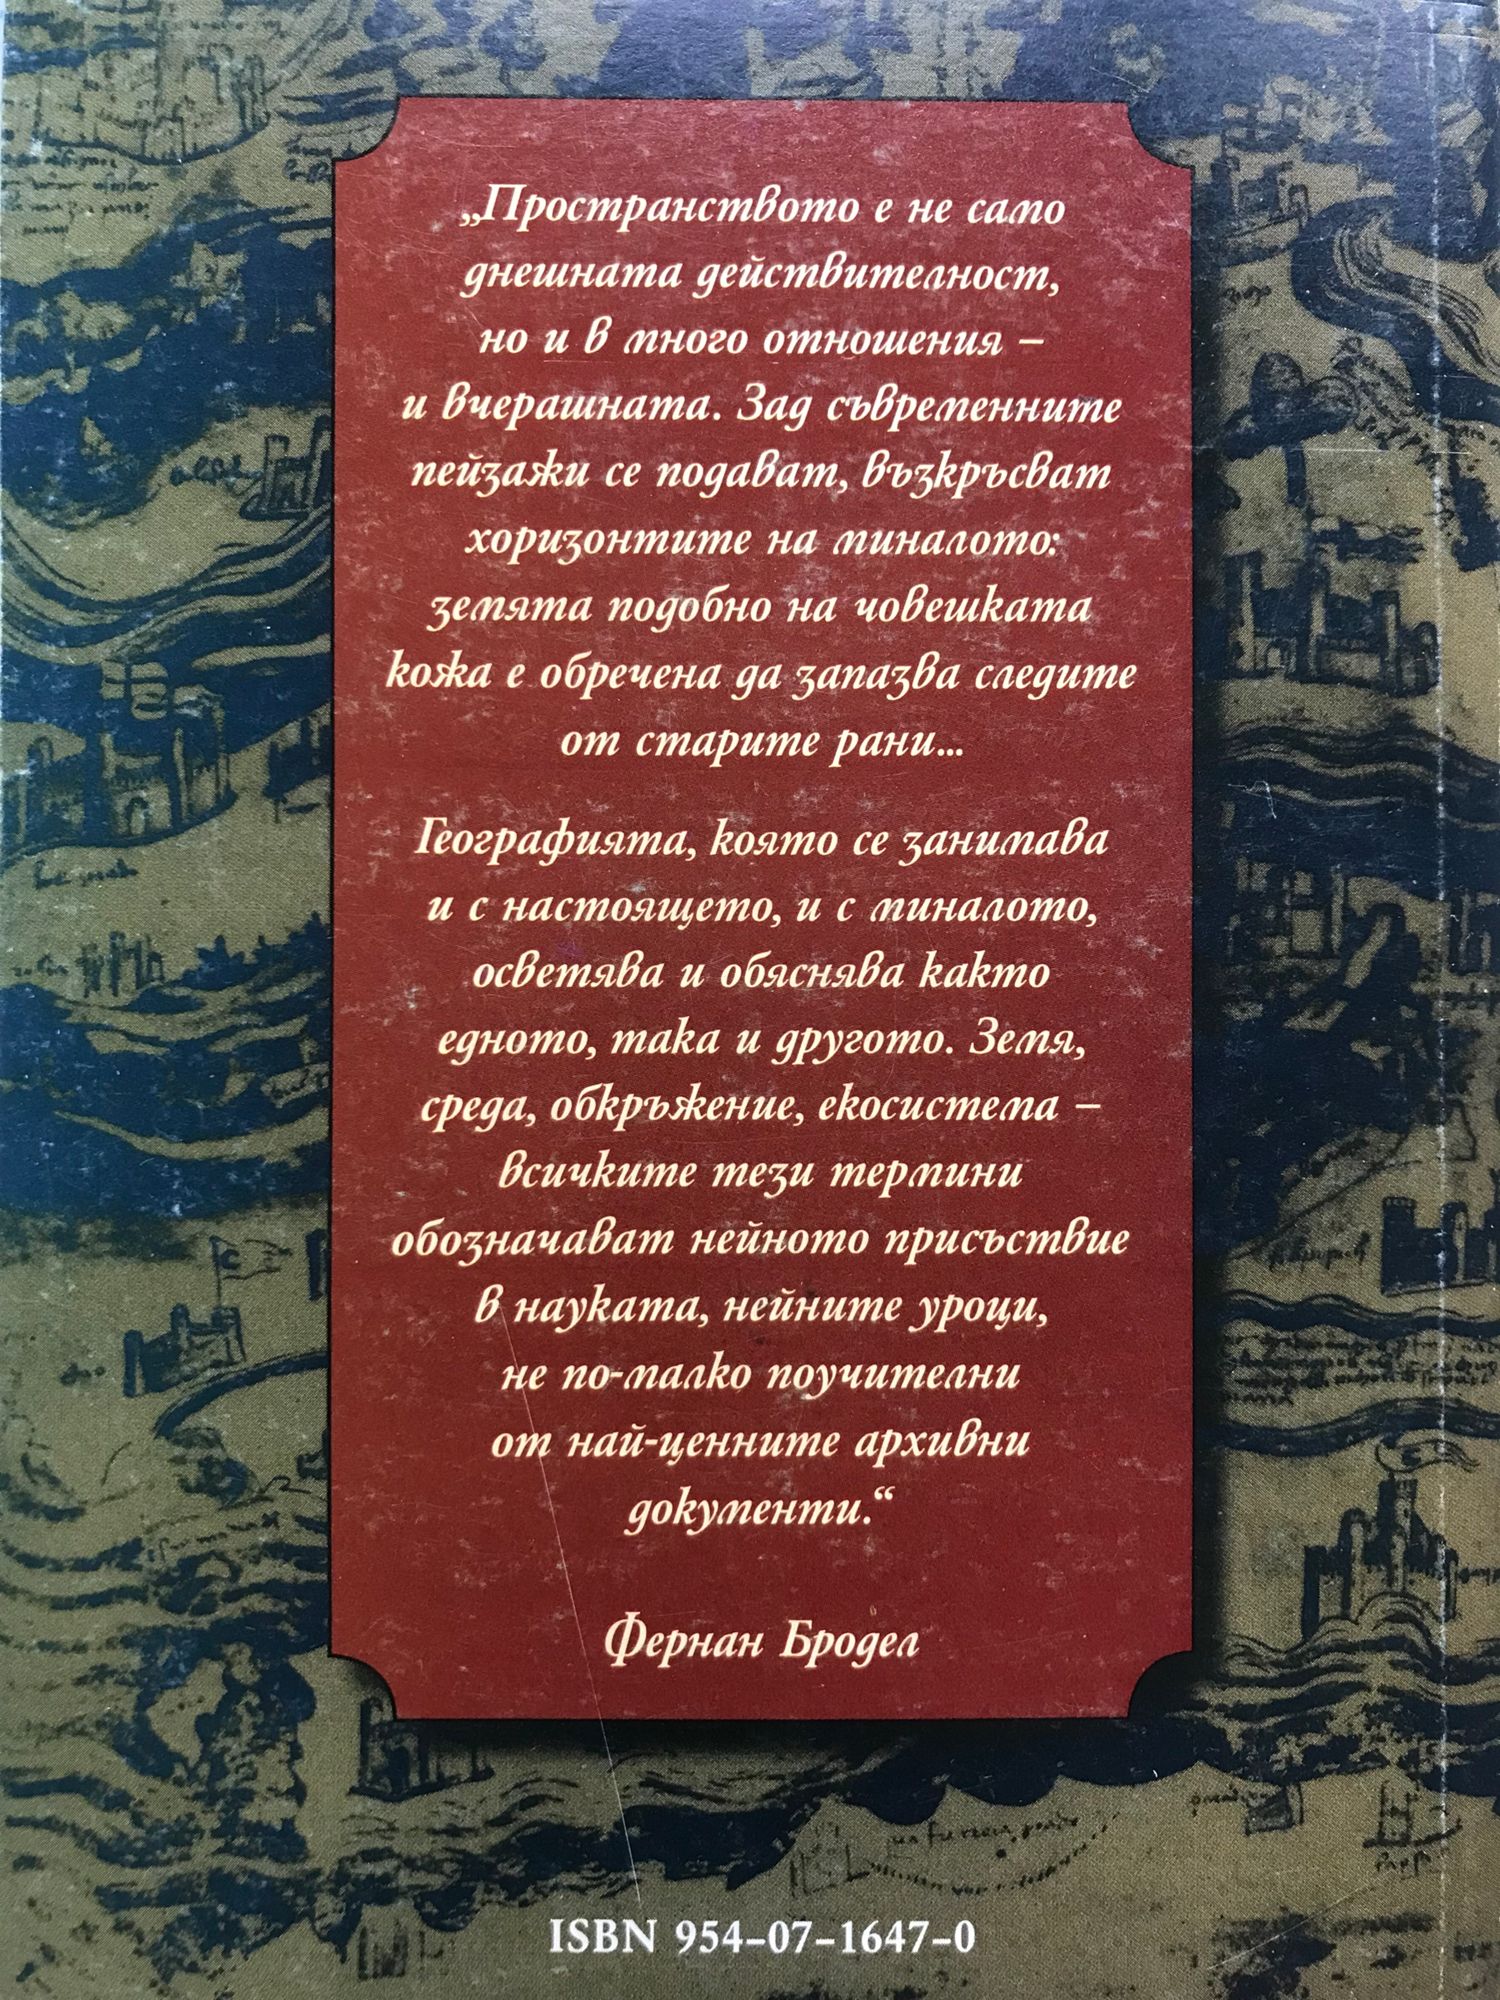 „Пространството е не само
днешната действителност,
но и в много отношения –
и вчерашната. Зад съвременните
пейзажи се подават, възкръсват
хоризонтите на миналото:
земята подобно на човешката
кожа е обречена да запазва следите
от старите рани...
Географията, която се занимава
и с настоящето, и с миналото,
осветява и обяснява както
едното, така и другото. Земя,
среда, обкръжение, екосистема –
всичките тези термини
обозначават нейното присъствие
в науката, нейните уроци,
не по-малко поучителни
от най-ценните архивни
документи.“
Фернан Бродел
ISBN 954-07-1647-0